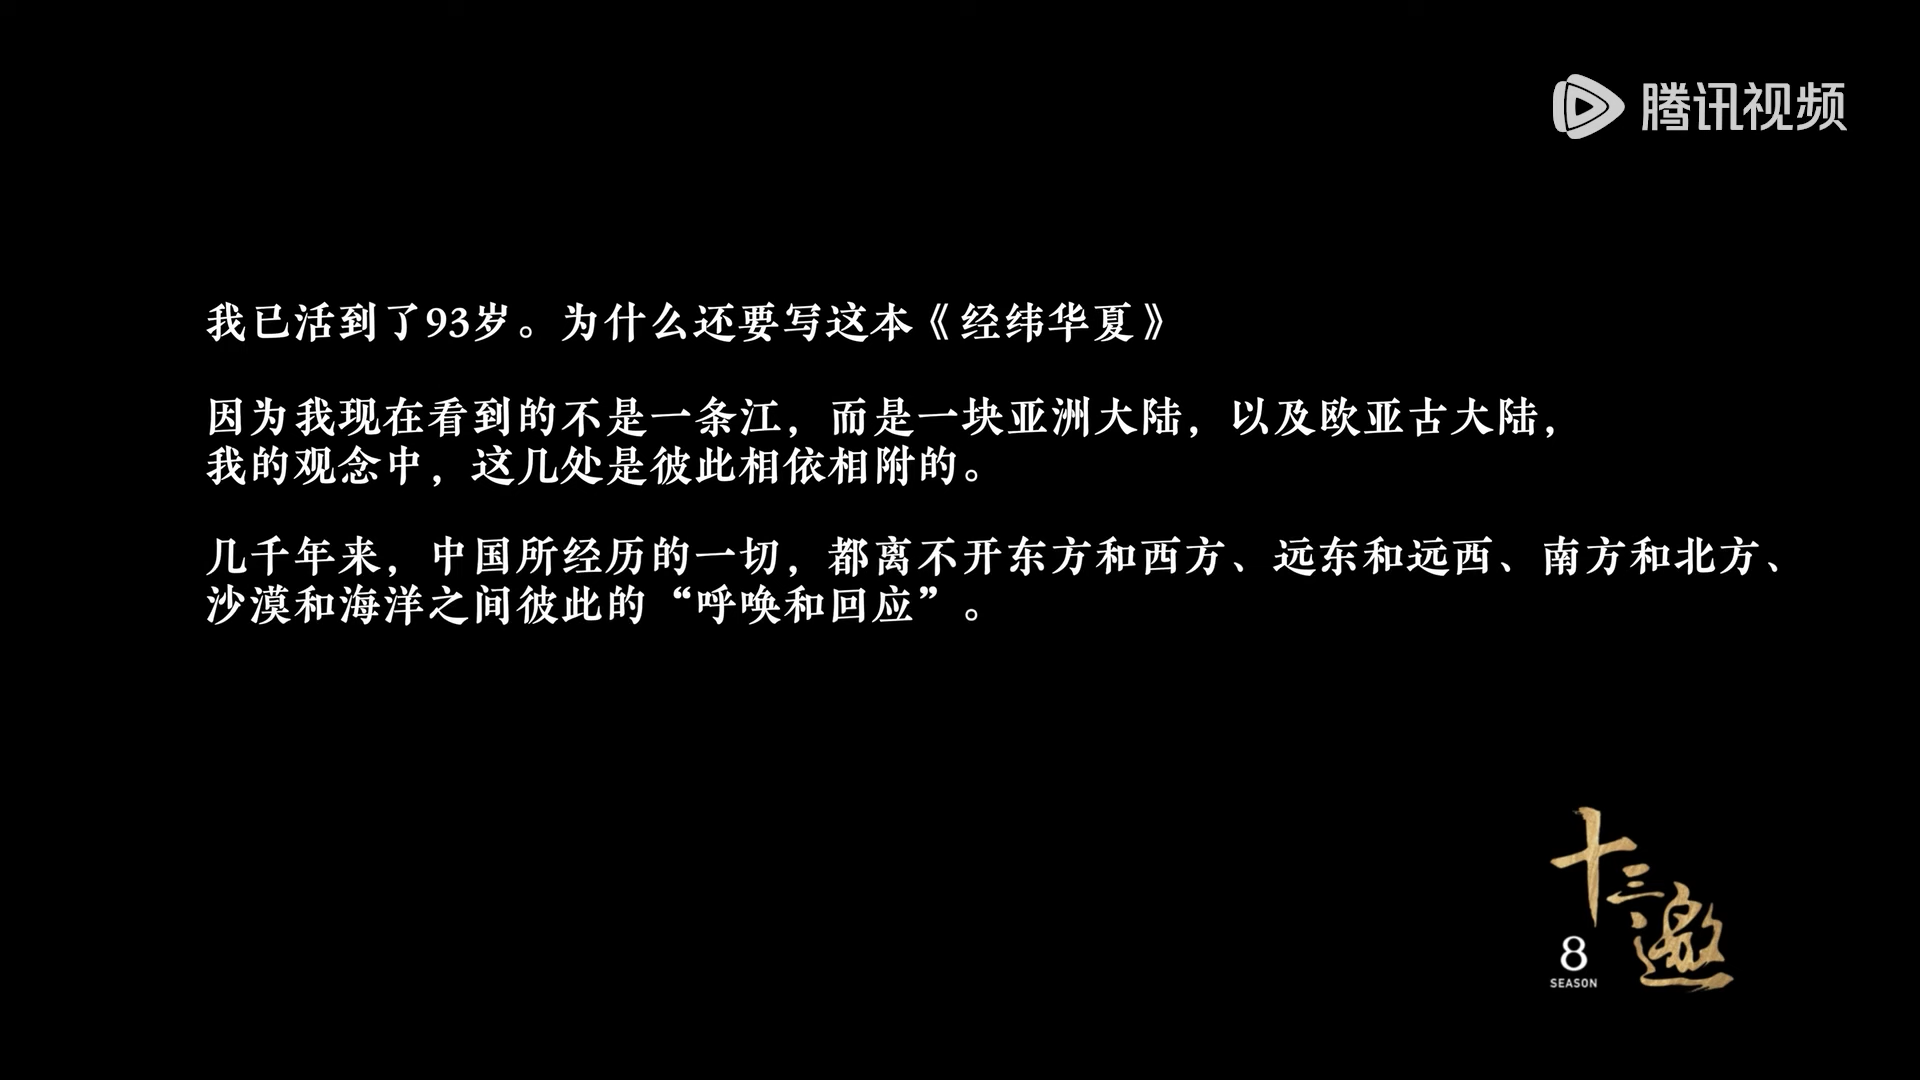 腾讯视频
我已活到了93岁。为什么还要写这本《经纬华夏》
因为我现在看到的不是一条江，而是一块亚洲大陆，以及欧亚古大陆，
我的观念中，这几处是彼此相依相附的。
几千年来，中国所经历的一切，都离不开东方和西方、远东和远西、南方和北方、
沙漠和海洋之间彼此的“呼唤和回应”。
十三邀
8
SEASON